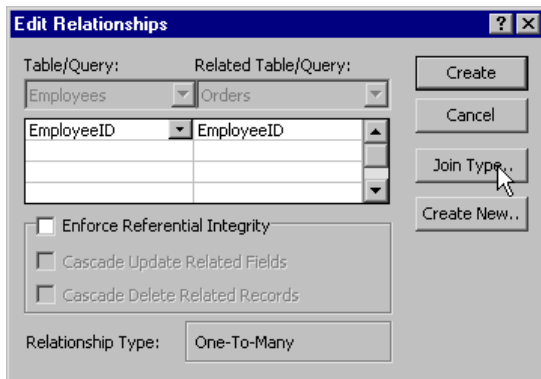 Edit Relationships
Table/Query: Related Table/Query:
Employees Orders
EmployeeID EmployeeID
Enforce Referential Integrity
Cascade Update Related Fields
Cascade Delete Related Records
Relationship Type: One-To-Many
Create
Cancel
Join Type..
Create New..